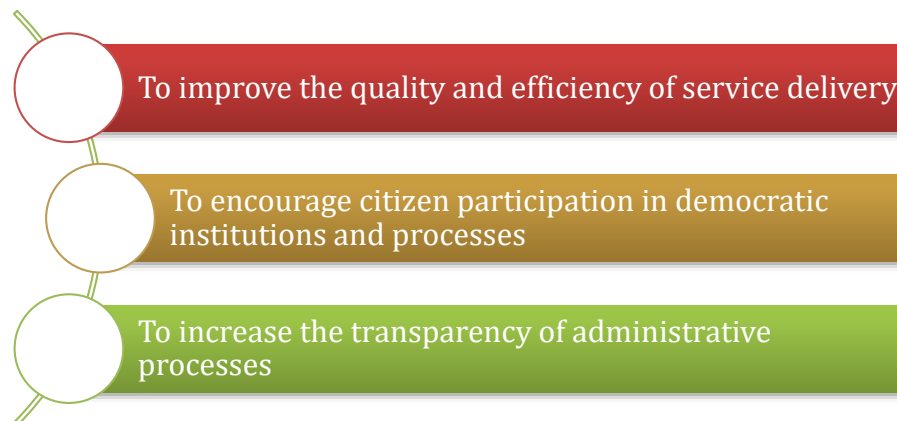 To improve the quality and efficiency of service delivery
To encourage citizen participation in democratic
institutions and processes
To increase the transparency of administrative
processes